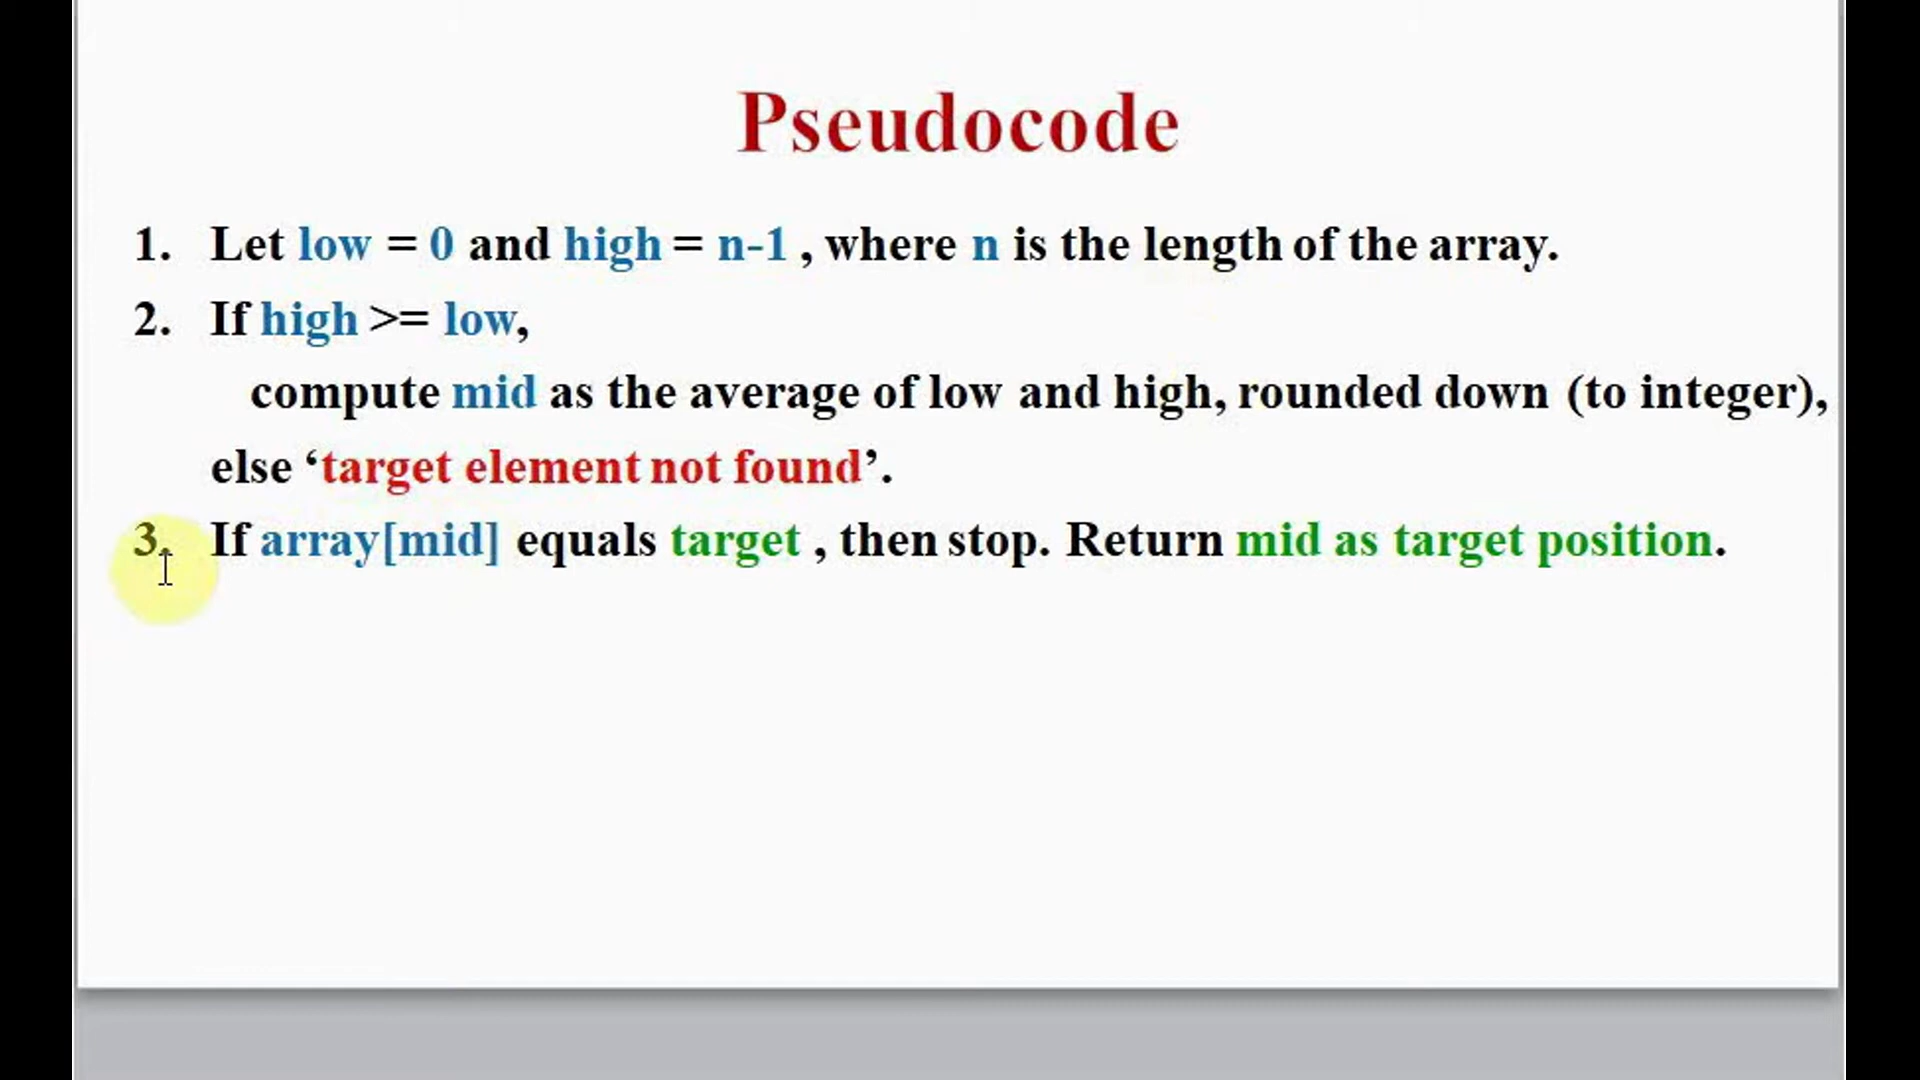 Pseudocode
1. Let low = 0 and high = n-1 , where n is the length of the array.
2. If high >= low,
compute mid as the average of low and high, rounded down (to integer),
else ‘target element not found’.
3. If array[mid] equals target , then stop. Return mid as target position.